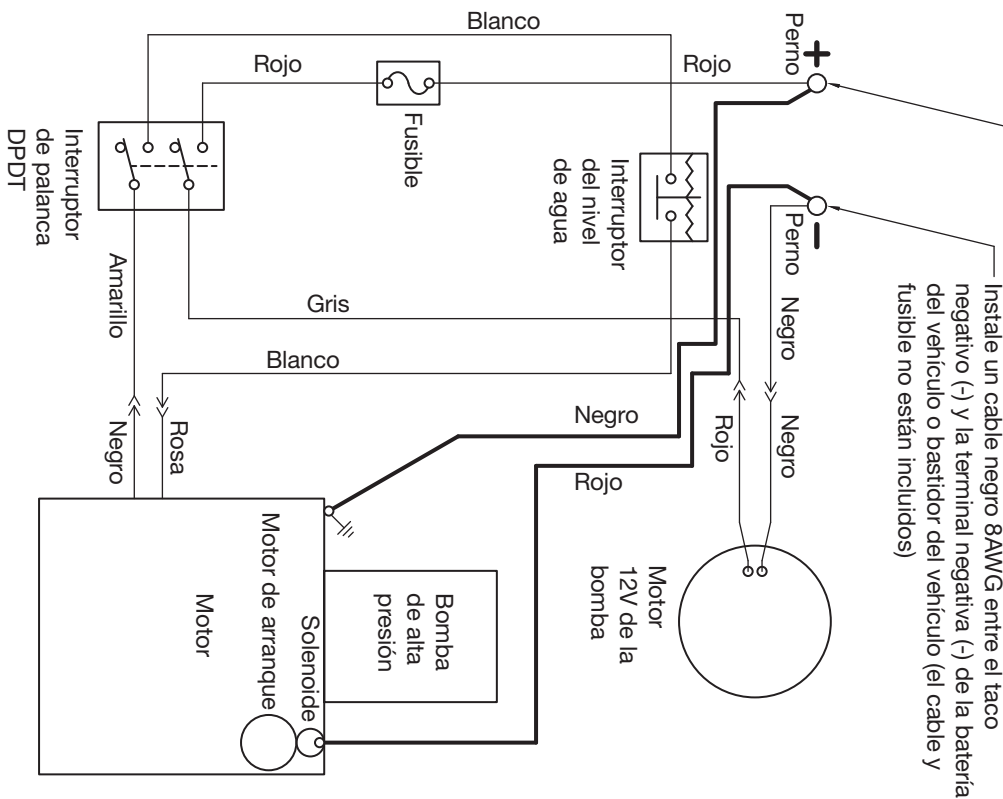 Blanco
Rojo
Rojo
Perno
+
Fusible
Interruptor
de palanca
DPDT
Interruptor
del nivel
de agua
Perno
−
Instale un cable negro 8AWG entre el taco
negativo (-) y la terminal negativa (-) de la batería
del vehículo o bastidor del vehículo (el cable y
fusible no están incluidos)
Amarillo
Gris
Negro
Negro
Blanco
Rojo
Negro
Rosa
Negro
Rojo
Motor
12V de la
bomba
Bomba
de alta
presión
Solenoide
Motor de arranque
Motor